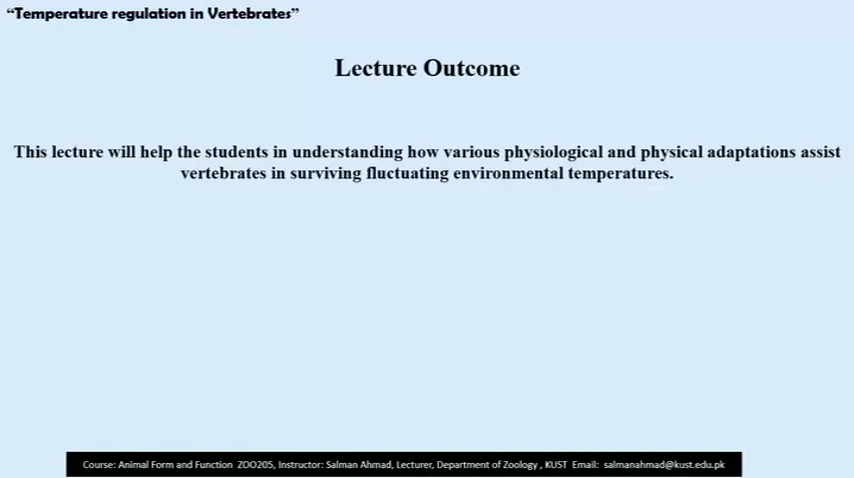 “Temperature regulation in Vertebrates”
Lecture Outcome
This lecture will help the students in understanding how various physiological and physical adaptations assist
vertebrates in surviving fluctuating environmental temperatures.
Course: Animal Form and Function ZOO205, Instructor: Salman Ahmad, Lecturer, Department of Zoology , KUST Email: salmanahmad@kust.edu.pk